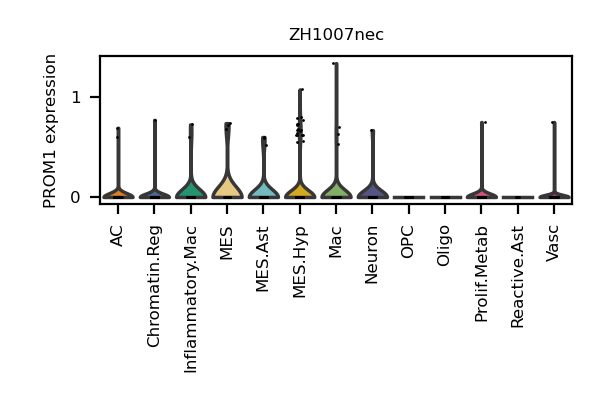 ZH1007nec
PROM1 expression
1
0
AC
Chromatin.Reg
Inflammatory.Mac
MES
MES.Ast
MES.Hyp
Mac
Neuron
OPC
Oligo
Prolif.Metab
Reactive.Ast
Vasc